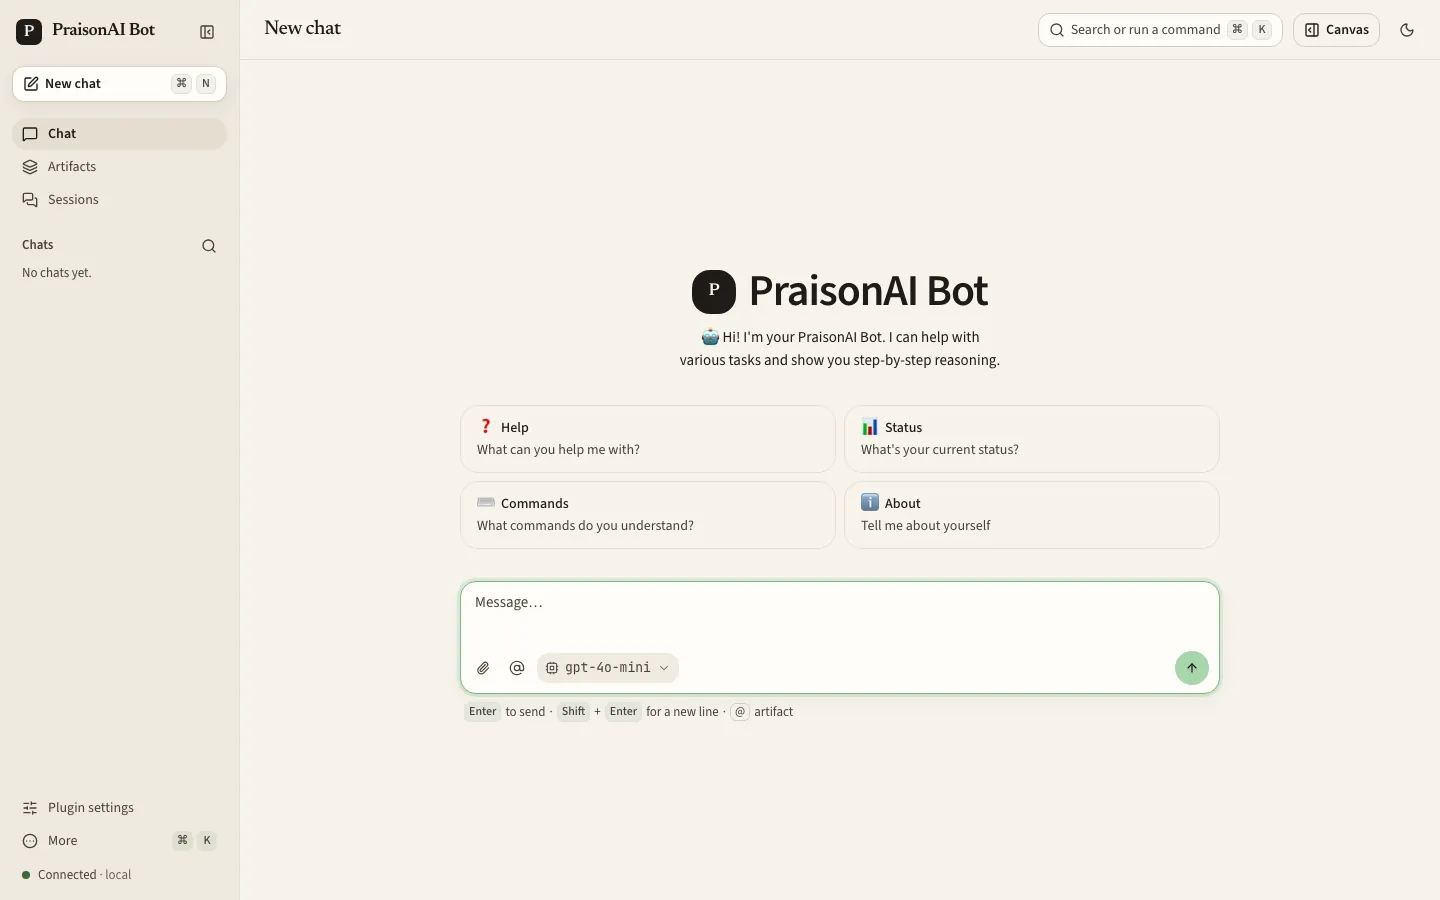 P PraisonAI Bot
New chat ⌘ N
Chat
Artifacts
Sessions
Chats
No chats yet.
Plugin settings
More ⌘ K
Connected · local
New chat
Search or run a command ⌘ K
Canvas
P PraisonAI Bot
🤖 Hi! I'm your PraisonAI Bot. I can help with
various tasks and show you step-by-step reasoning.
❓ Help
What can you help me with?
📊 Status
What's your current status?
⌨️ Commands
What commands do you understand?
ℹ️ About
Tell me about yourself
Message…
@ gpt-4o-mini
Enter to send · Shift + Enter for a new line · @ artifact